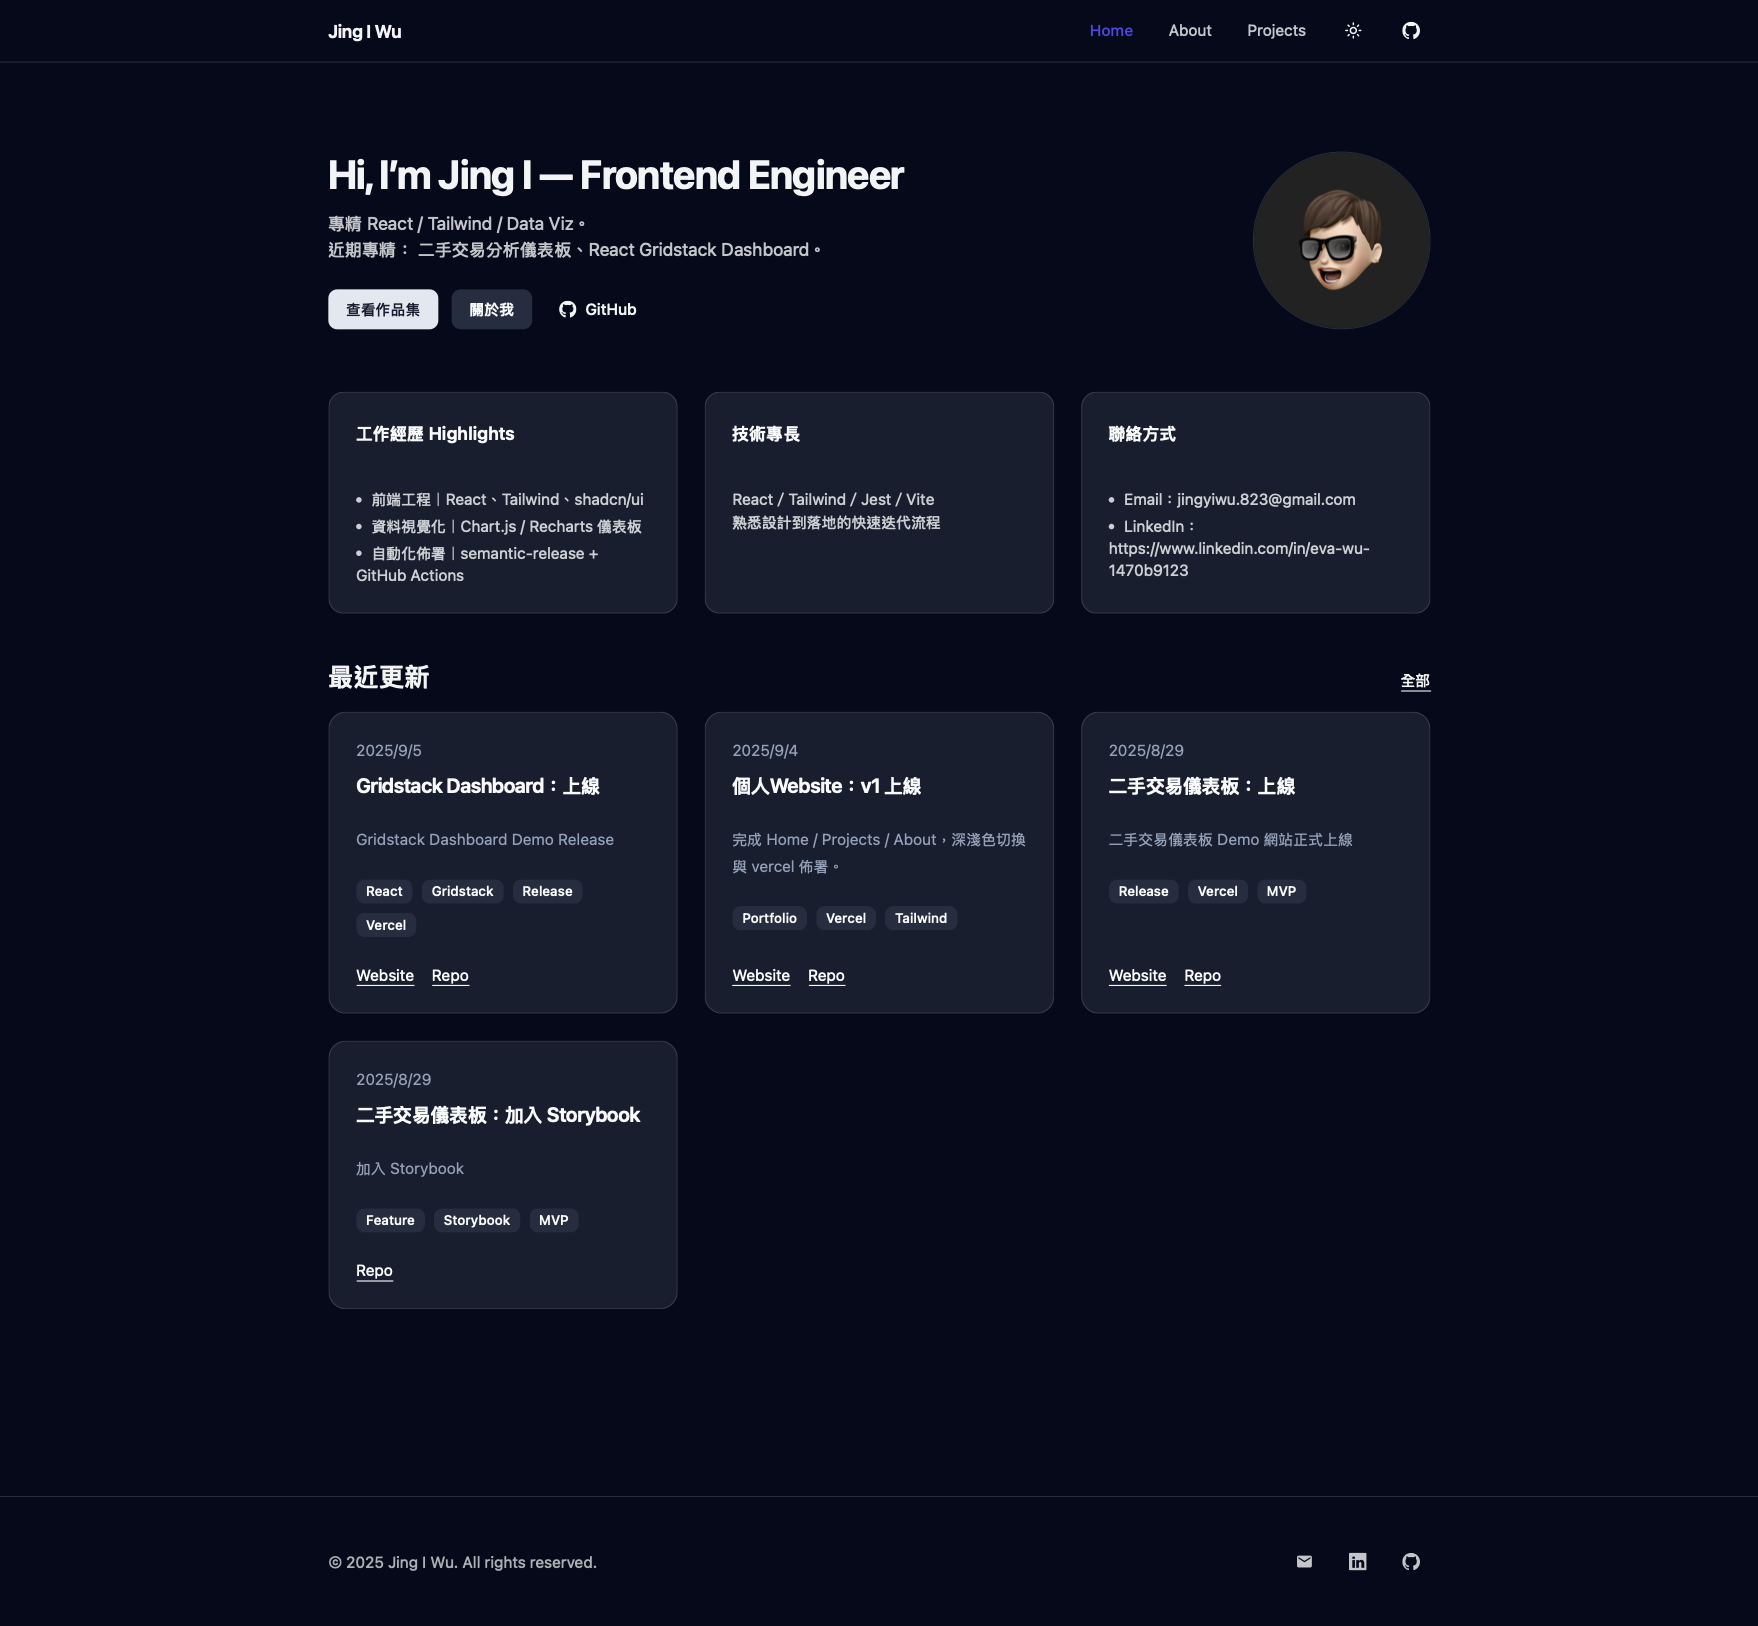 Jing I Wu
Home About Projects
Hi, I’m Jing I — Frontend Engineer
專精 React / Tailwind / Data Viz。
近期專精： 二手交易分析儀表板、React Gridstack Dashboard。
查看作品集 關於我 GitHub
工作經歷 Highlights
• 前端工程｜React、Tailwind、shadcn/ui
• 資料視覺化｜Chart.js / Recharts 儀表板
• 自動化佈署｜semantic-release +
GitHub Actions
技術專長
React / Tailwind / Jest / Vite
熟悉設計到落地的快速迭代流程
聯絡方式
• Email：jingyiwu.823@gmail.com
• LinkedIn：
https://www.linkedin.com/in/eva-wu-
1470b9123
最近更新
全部
2025/9/5
Gridstack Dashboard：上線
Gridstack Dashboard Demo Release
React Gridstack Release
Vercel
Website Repo
2025/9/4
個人Website：v1 上線
完成 Home / Projects / About，深淺色切換
與 vercel 佈署。
Portfolio Vercel Tailwind
Website Repo
2025/8/29
二手交易儀表板：上線
二手交易儀表板 Demo 網站正式上線
Release Vercel MVP
Website Repo
2025/8/29
二手交易儀表板：加入 Storybook
加入 Storybook
Feature Storybook MVP
Repo
© 2025 Jing I Wu. All rights reserved.
in